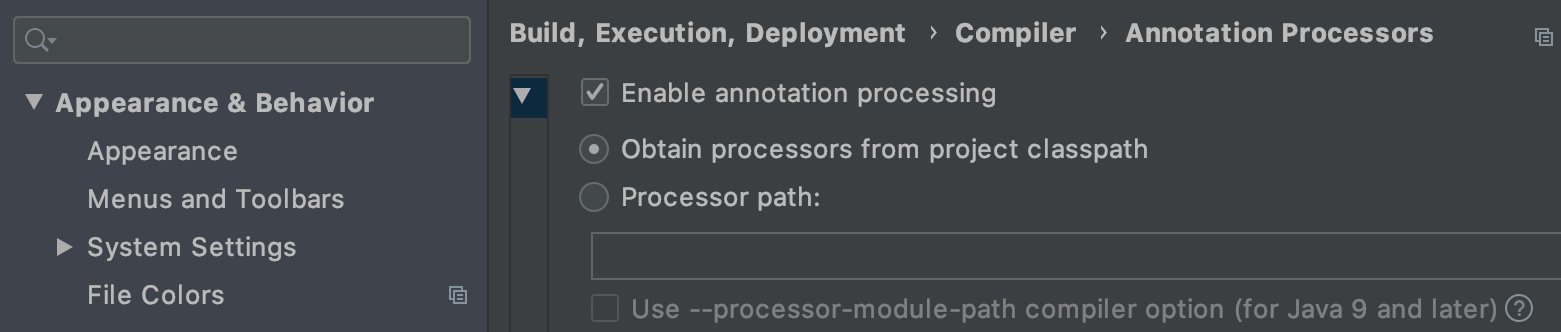 Appearance & Behavior
Appearance
Menus and Toolbars
System Settings
File Colors
Build, Execution, Deployment › Compiler › Annotation Processors
Enable annotation processing
Obtain processors from project classpath
Processor path:
Use --processor-module-path compiler option (for Java 9 and later) ?